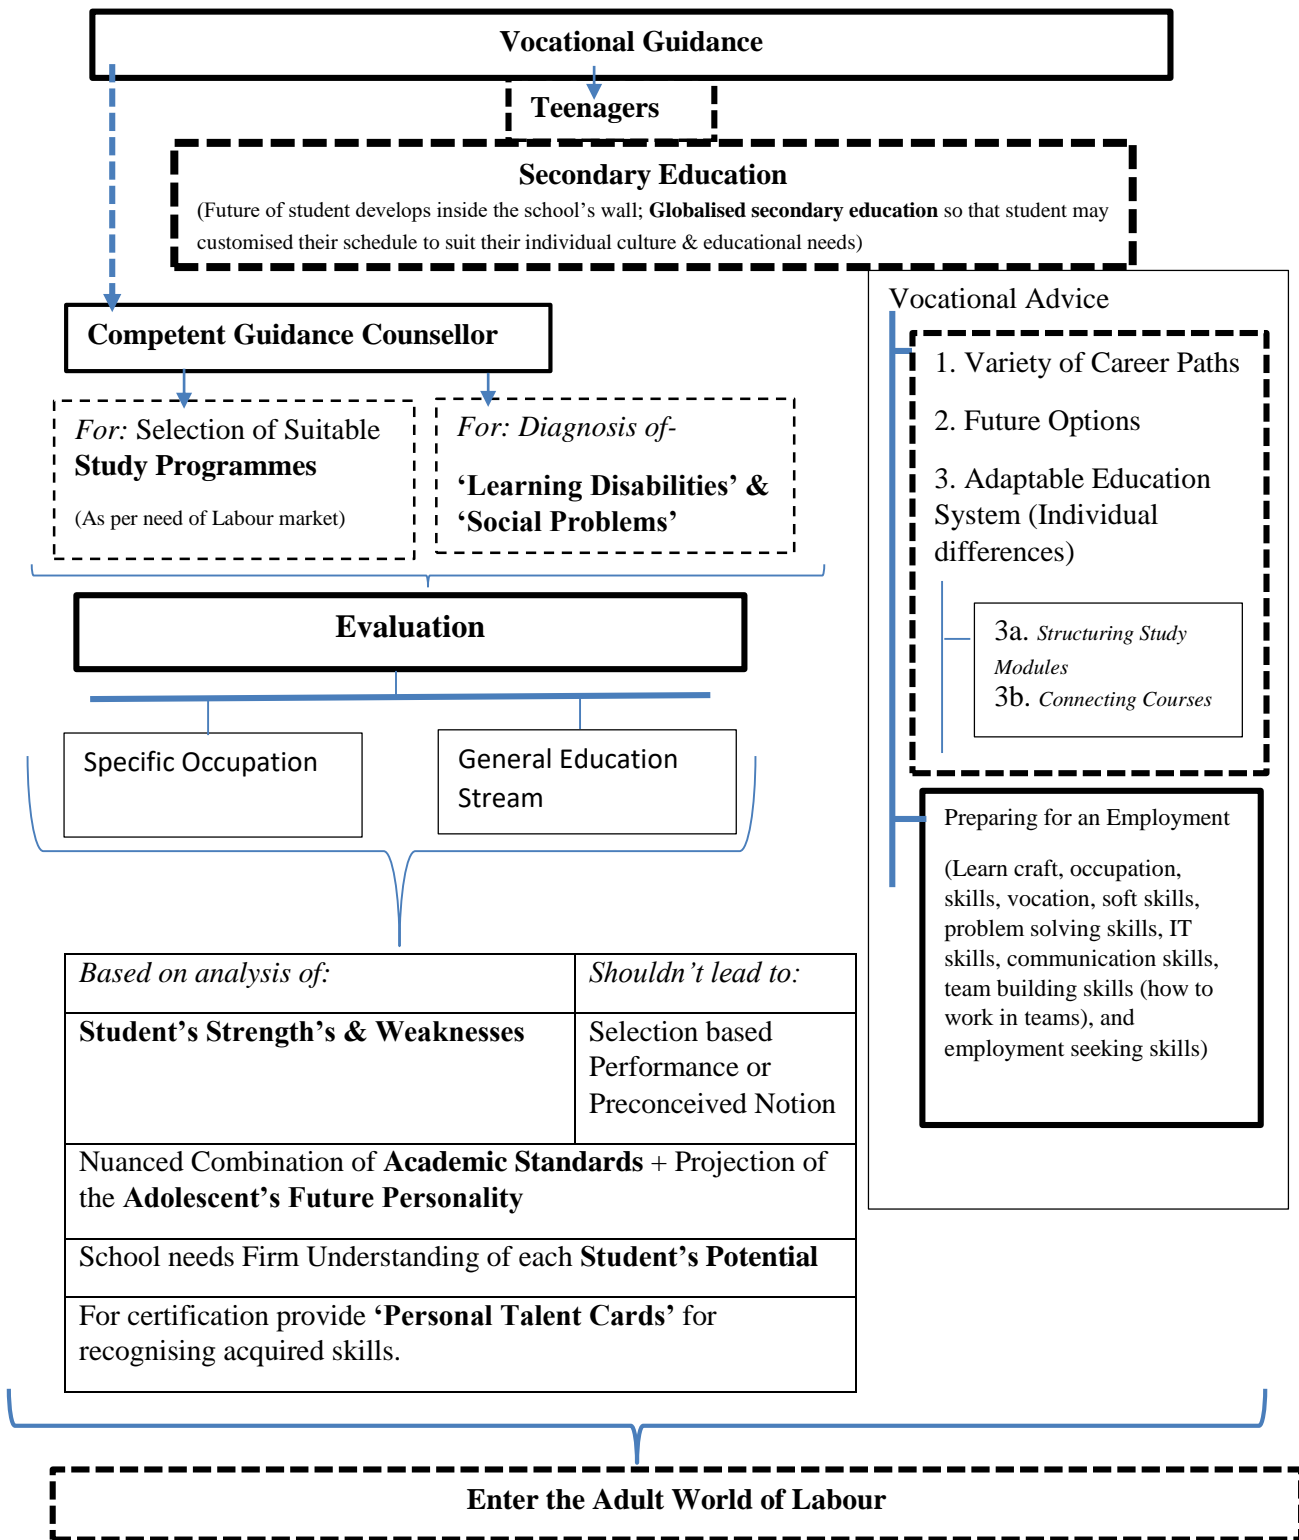 Vocational Guidance
Teenagers
Secondary Education
(Future of student develops inside the school’s wall; Globalised secondary education so that student may
customised their schedule to suit their individual culture & educational needs)
Competent Guidance Counsellor
For: Selection of Suitable
Study Programmes
(As per need of Labour market)
For: Diagnosis of-
‘Learning Disabilities’ &
‘Social Problems’
Evaluation
Specific Occupation
General Education
Stream
Based on analysis of:
Shouldn’t lead to:
Student’s Strength’s & Weaknesses
Selection based
Performance or
Preconceived Notion
Nuanced Combination of Academic Standards + Projection of
the Adolescent’s Future Personality
School needs Firm Understanding of each Student’s Potential
For certification provide ‘Personal Talent Cards’ for
recognising acquired skills.
Vocational Advice
1. Variety of Career Paths
2. Future Options
3. Adaptable Education
System (Individual
differences)
3a. Structuring Study
Modules
3b. Connecting Courses
Preparing for an Employment
(Learn craft, occupation,
skills, vocation, soft skills,
problem solving skills, IT
skills, communication skills,
team building skills (how to
work in teams), and
employment seeking skills)
Enter the Adult World of Labour